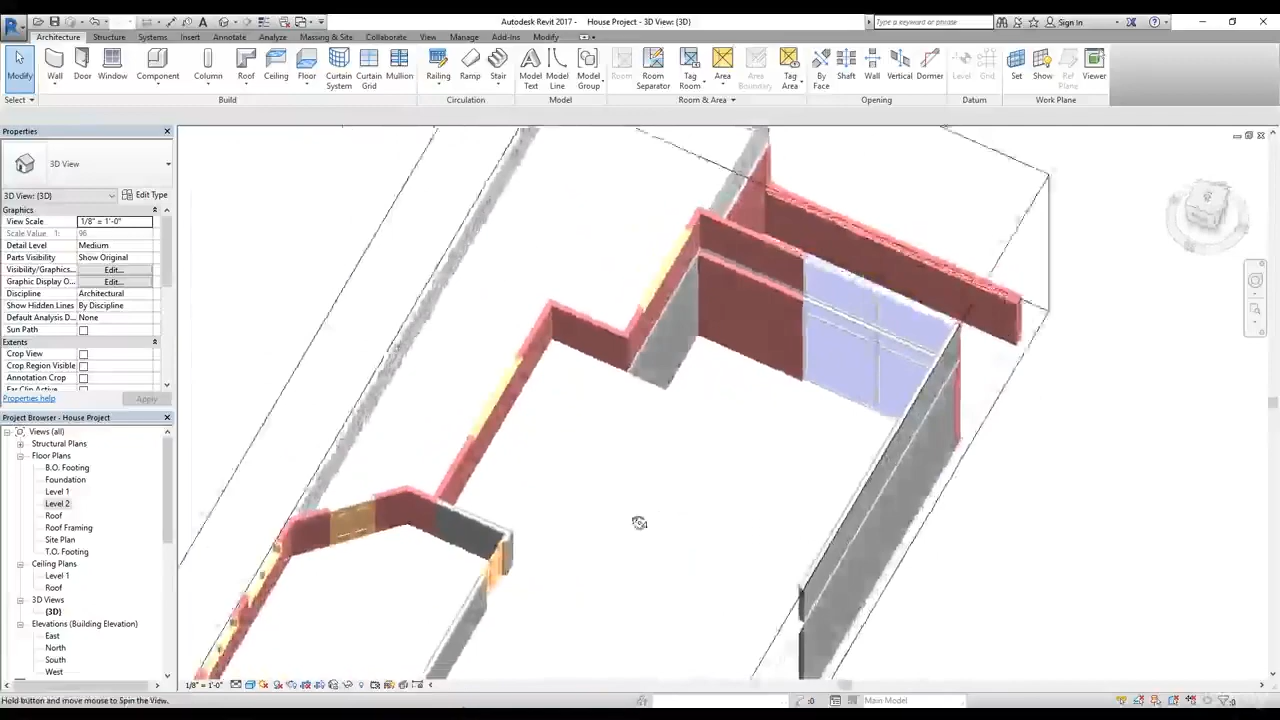 Autodesk Revit 2017 - House Project - 3D View: {3D}
Type a keyword or phrase
Sign In
Architecture Structure Systems Insert Annotate Analyze Massing & Site Collaborate View Manage Add-Ins Modify
Modify Wall Door Window Component Column Roof Ceiling Floor Curtain System Curtain Grid Mullion Railing Ramp Stair Model Text Model Line Model Group Room Room Separator Tag Room Area Area Boundary Tag Area By Face Shaft Wall Vertical Dormer Level Grid Set Show Ref Plane Viewer
Select Build Circulation Model Room & Area Opening Datum Work Plane
Properties
3D View
3D View: {3D} Edit Type
Graphics
View Scale 1/8" = 1'-0"
Scale Value 1: 96
Detail Level Medium
Parts Visibility Show Original
Visibility/Graphics... Edit...
Graphic Display O... Edit...
Discipline Architectural
Show Hidden Lines By Discipline
Default Analysis D... None
Sun Path
Extents
Crop View
Crop Region Visible
Annotation Crop
Far Clip Active
Properties help Apply
Project Browser - House Project
Views (all)
Structural Plans
Floor Plans
B.O. Footing
Foundation
Level 1
Level 2
Roof
Roof Framing
Site Plan
T.O. Footing
Ceiling Plans
Level 1
Roof
3D Views
{3D}
Elevations (Building Elevation)
East
North
South
West
1/8" = 1'-0"
Held button and move mouse to Spin the View.
:0
Main Model
:0